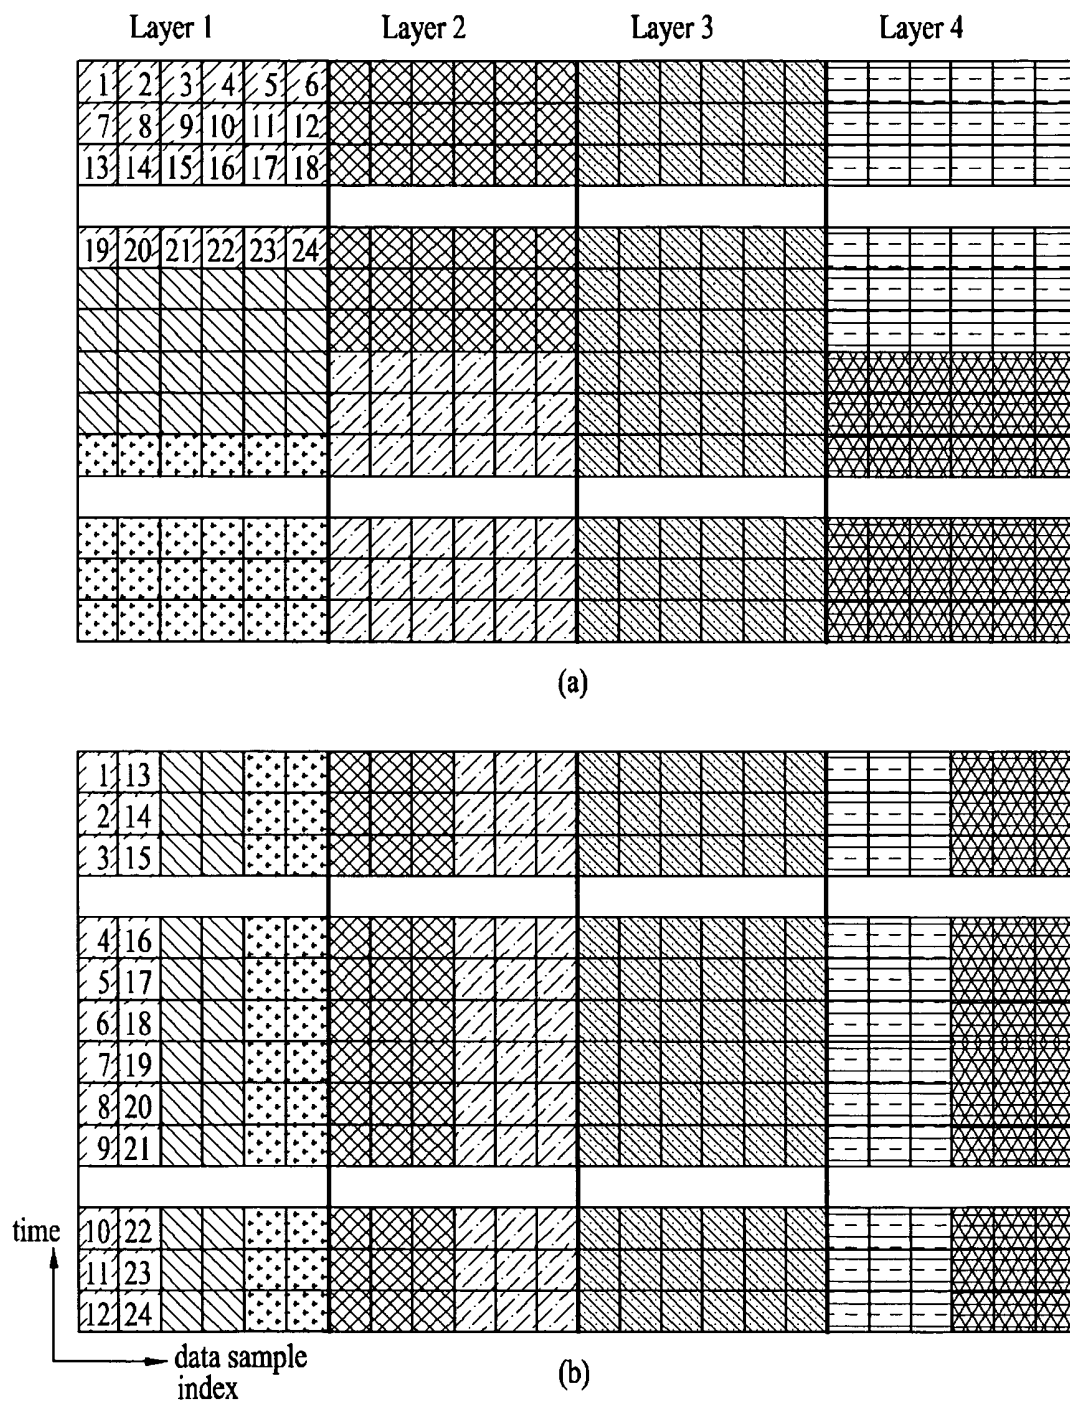 Layer 1 Layer 2 Layer 3 Layer 4
1 2 3 4 5 6
7 8 9 10 11 12
13 14 15 16 17 18
19 20 21 22 23 24
(a)
1 13
2 14
3 15
4 16
5 17
6 18
7 19
8 20
9 21
10 22
11 23
12 24
time
data sample
index
(b)